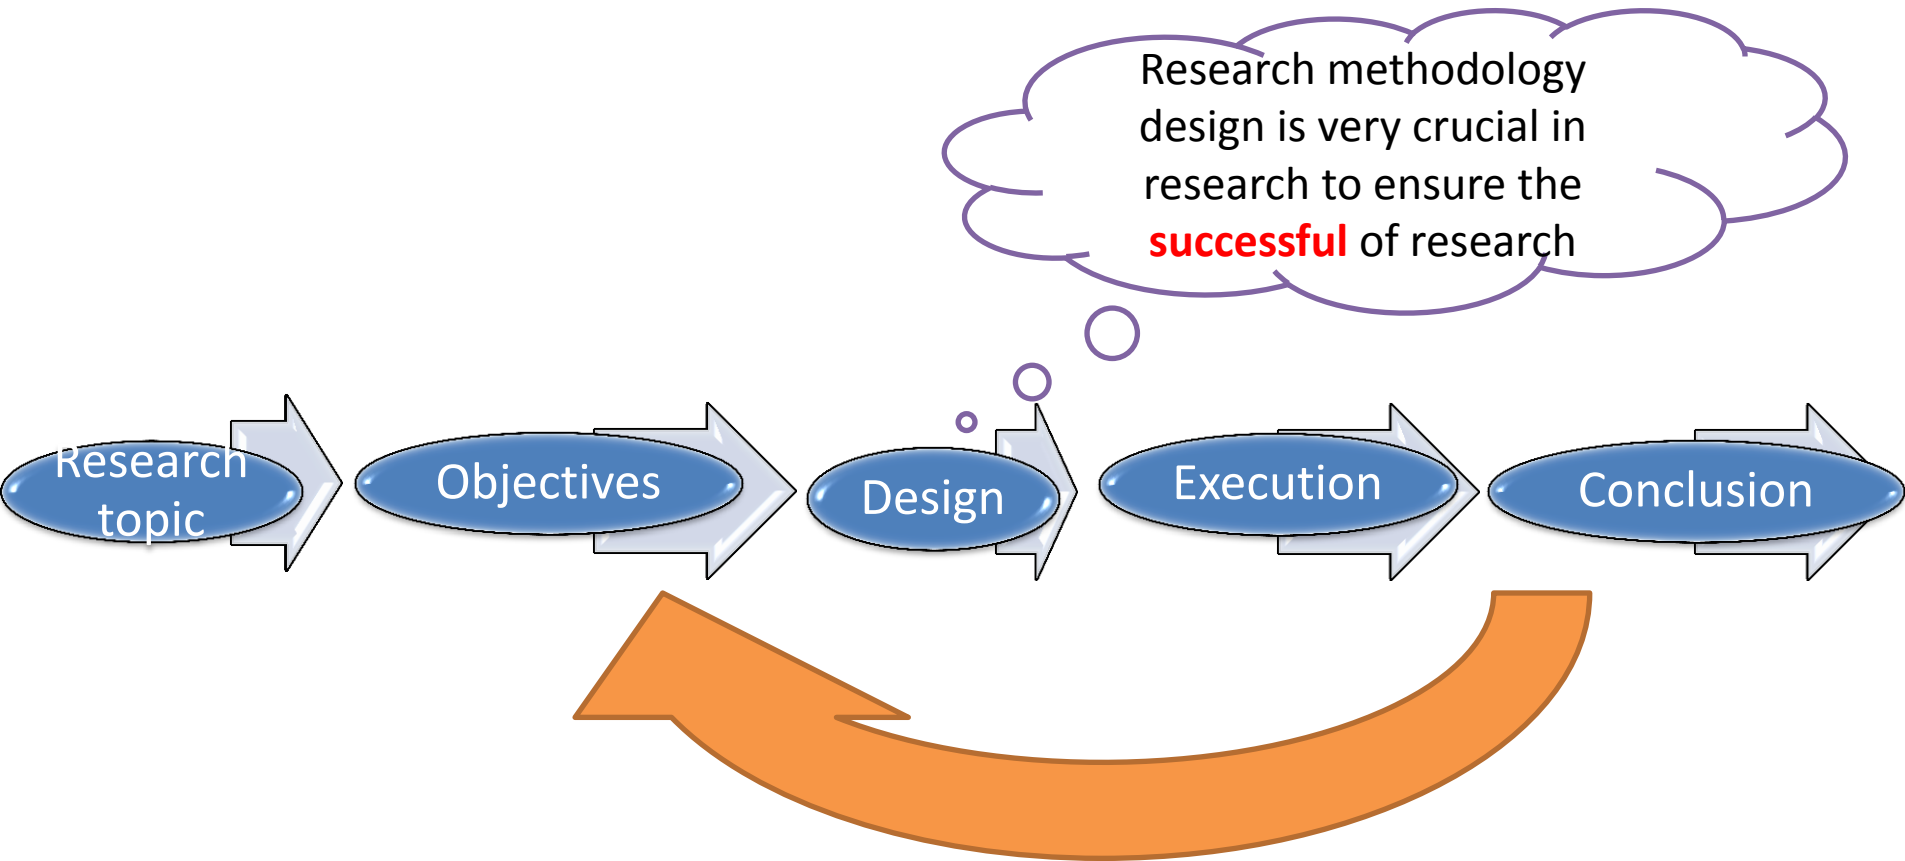 Research methodology
design is very crucial in
research to ensure the
successful of research
Research
topic
Objectives
Design
Execution
Conclusion